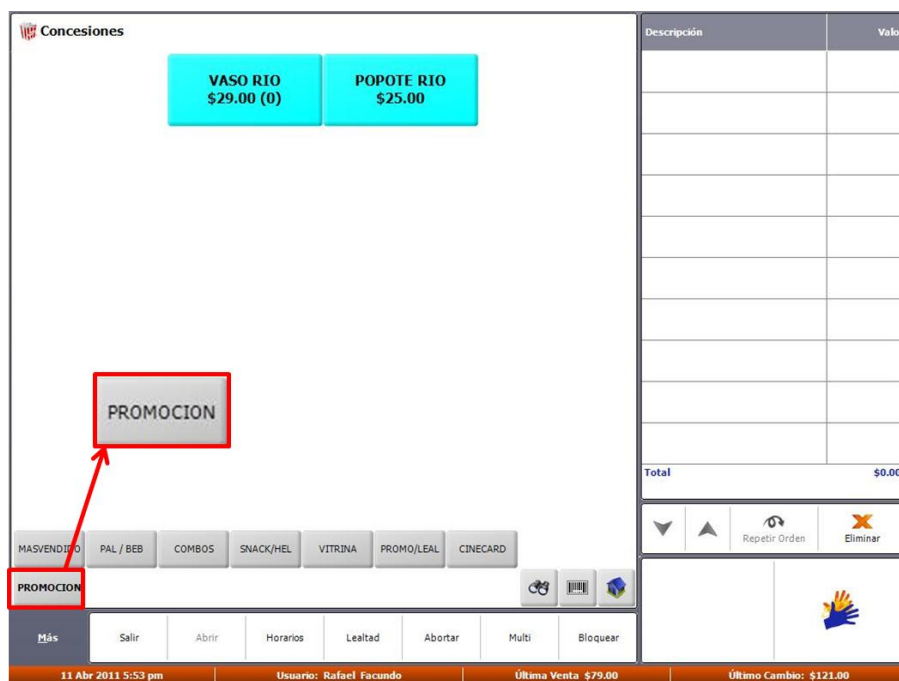 Concesiones
Descripción
Valo
VASO RIO
$29.00 (0)
POPOTE RIO
$25.00
PROMOCION
Total
$0.00
MASVENDIDO
PAL / BEB
COMBOS
SNACK/HEL
VITRINA
PROMO/LEAL
CINECARD
Repetir Orden
Eliminar
PROMOCION
Más
Salir
Abrir
Horarios
Lealtad
Abortar
Multi
Bloquear
11 Abr 2011 5:53 pm
Usuario: Rafael Facundo
Última Venta $79.00
Último Cambio: $121.00